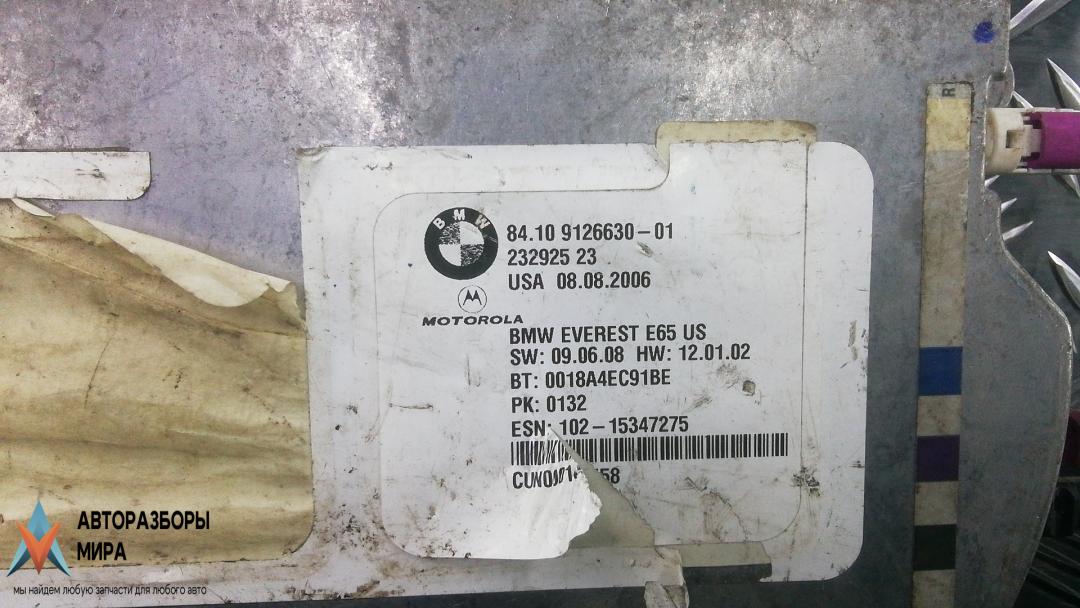 BMW
84.10 9126630-01
232925 23
USA 08.08.2006
MOTOROLA
BMW EVEREST E65 US
SW: 09.06.08 HW: 12.01.02
BT: 0018A4EC91BE
PK: 0132
ESN: 102-15347275
АВТОРАЗБОРЫ
МИРА
мы найдем любую запчасти для любого авто